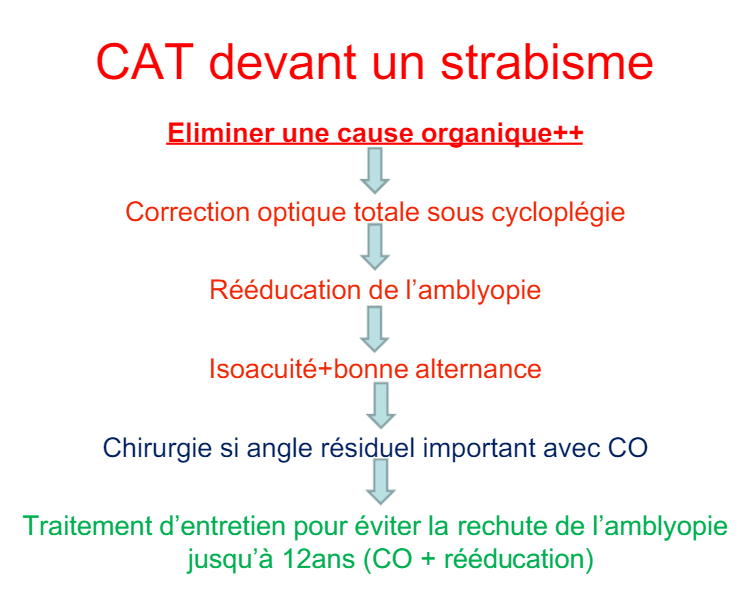 CAT devant un strabisme
Eliminer une cause organique++
Correction optique totale sous cycloplégie
Rééducation de l’amblyopie
Isoacuité+bonne alternance
Chirurgie si angle résiduel important avec CO
Traitement d’entretien pour éviter la rechute de l’amblyopie
jusqu’à 12ans (CO + rééducation)